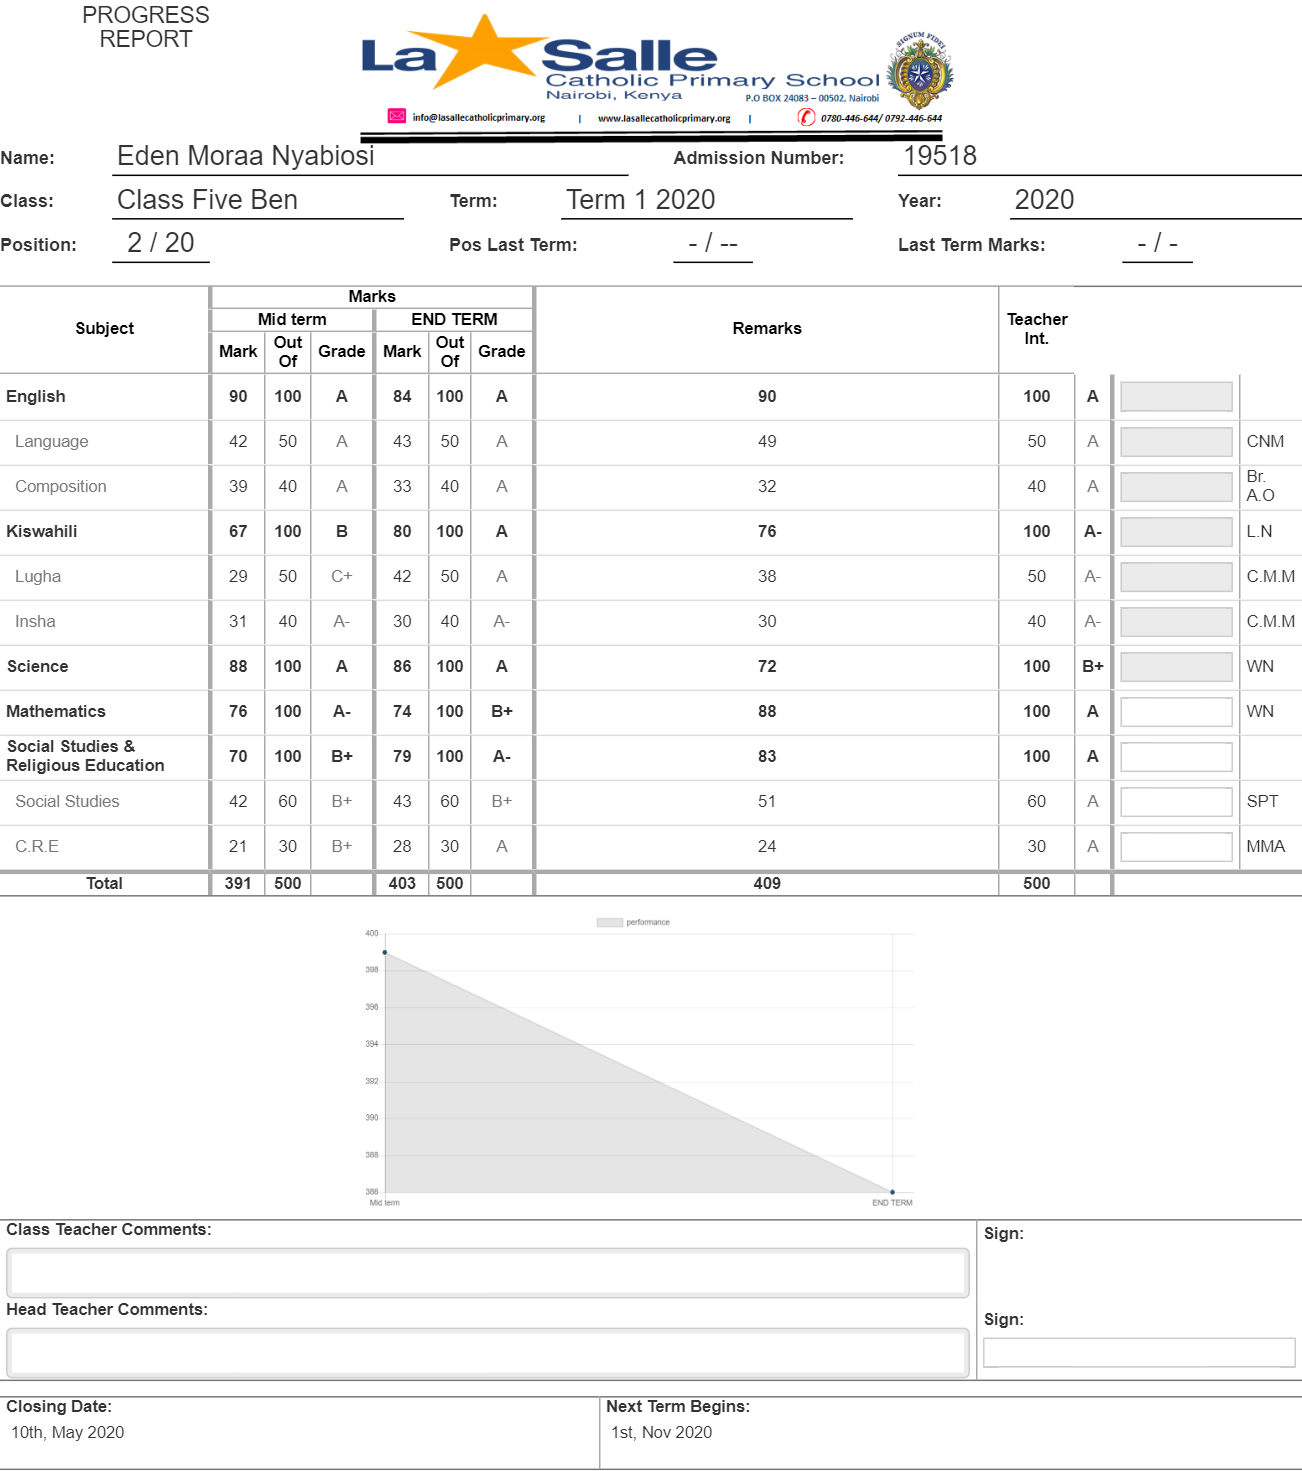 PROGRESS
REPORT
La Salle
Catholic Primary School
Nairobi, Kenya
P.O BOX 24083 – 00502, Nairobi
SIGNUM FIDEI
info@lasallecatholicprimary.org | www.lasallecatholicprimary.org | 0780-446-644/ 0792-446-644
Name: Eden Moraa Nyabiosi Admission Number: 19518
Class: Class Five Ben Term: Term 1 2020 Year: 2020
Position: 2 / 20 Pos Last Term: - / -- Last Term Marks: - / -
Subject Marks Remarks Teacher Int.
Mid term END TERM
Mark Out Of Grade Mark Out Of Grade
English 90 100 A 84 100 A 90 100 A
Language 42 50 A 43 50 A 49 50 A CNM
Composition 39 40 A 33 40 A 32 40 A Br. A.O
Kiswahili 67 100 B 80 100 A 76 100 A- L.N
Lugha 29 50 C+ 42 50 A 38 50 A- C.M.M
Insha 31 40 A- 30 40 A- 30 40 A- C.M.M
Science 88 100 A 86 100 A 72 100 B+ WN
Mathematics 76 100 A- 74 100 B+ 88 100 A WN
Social Studies & Religious Education 70 100 B+ 79 100 A- 83 100 A
Social Studies 42 60 B+ 43 60 B+ 51 60 A SPT
C.R.E 21 30 B+ 28 30 A 24 30 A MMA
Total 391 500 403 500 409 500
performance
400
398
396
394
392
390
388
386
Mid term END TERM
Class Teacher Comments: Sign:
Head Teacher Comments: Sign:
Closing Date: Next Term Begins:
10th, May 2020 1st, Nov 2020